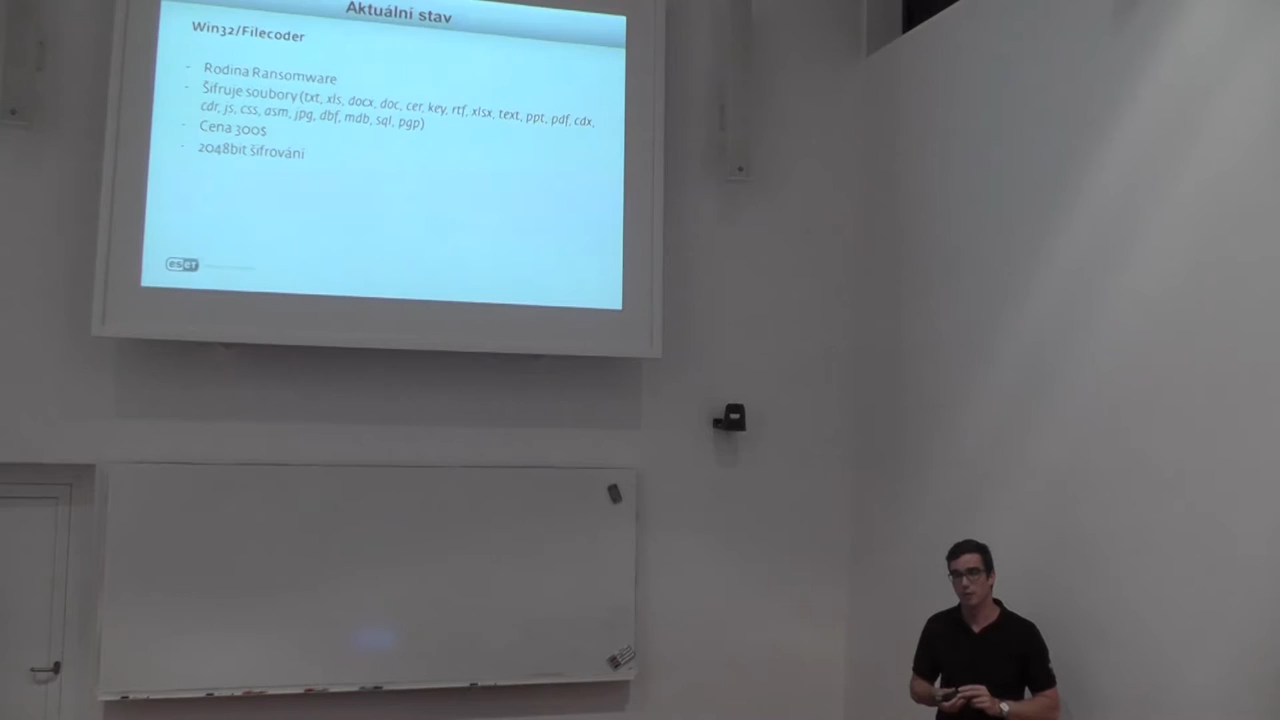 Aktuální stav
Win32/Filecoder
- Rodina Ransomware
- Šifruje soubory (txt, xls, docx, doc, cer, key, rtf, xlsx, text, ppt, pdf, cdx,
cdr, js, css, asm, jpg, dbf, mdb, sql, pgp)
- Cena 300$
- 2048bit šifrování
eset